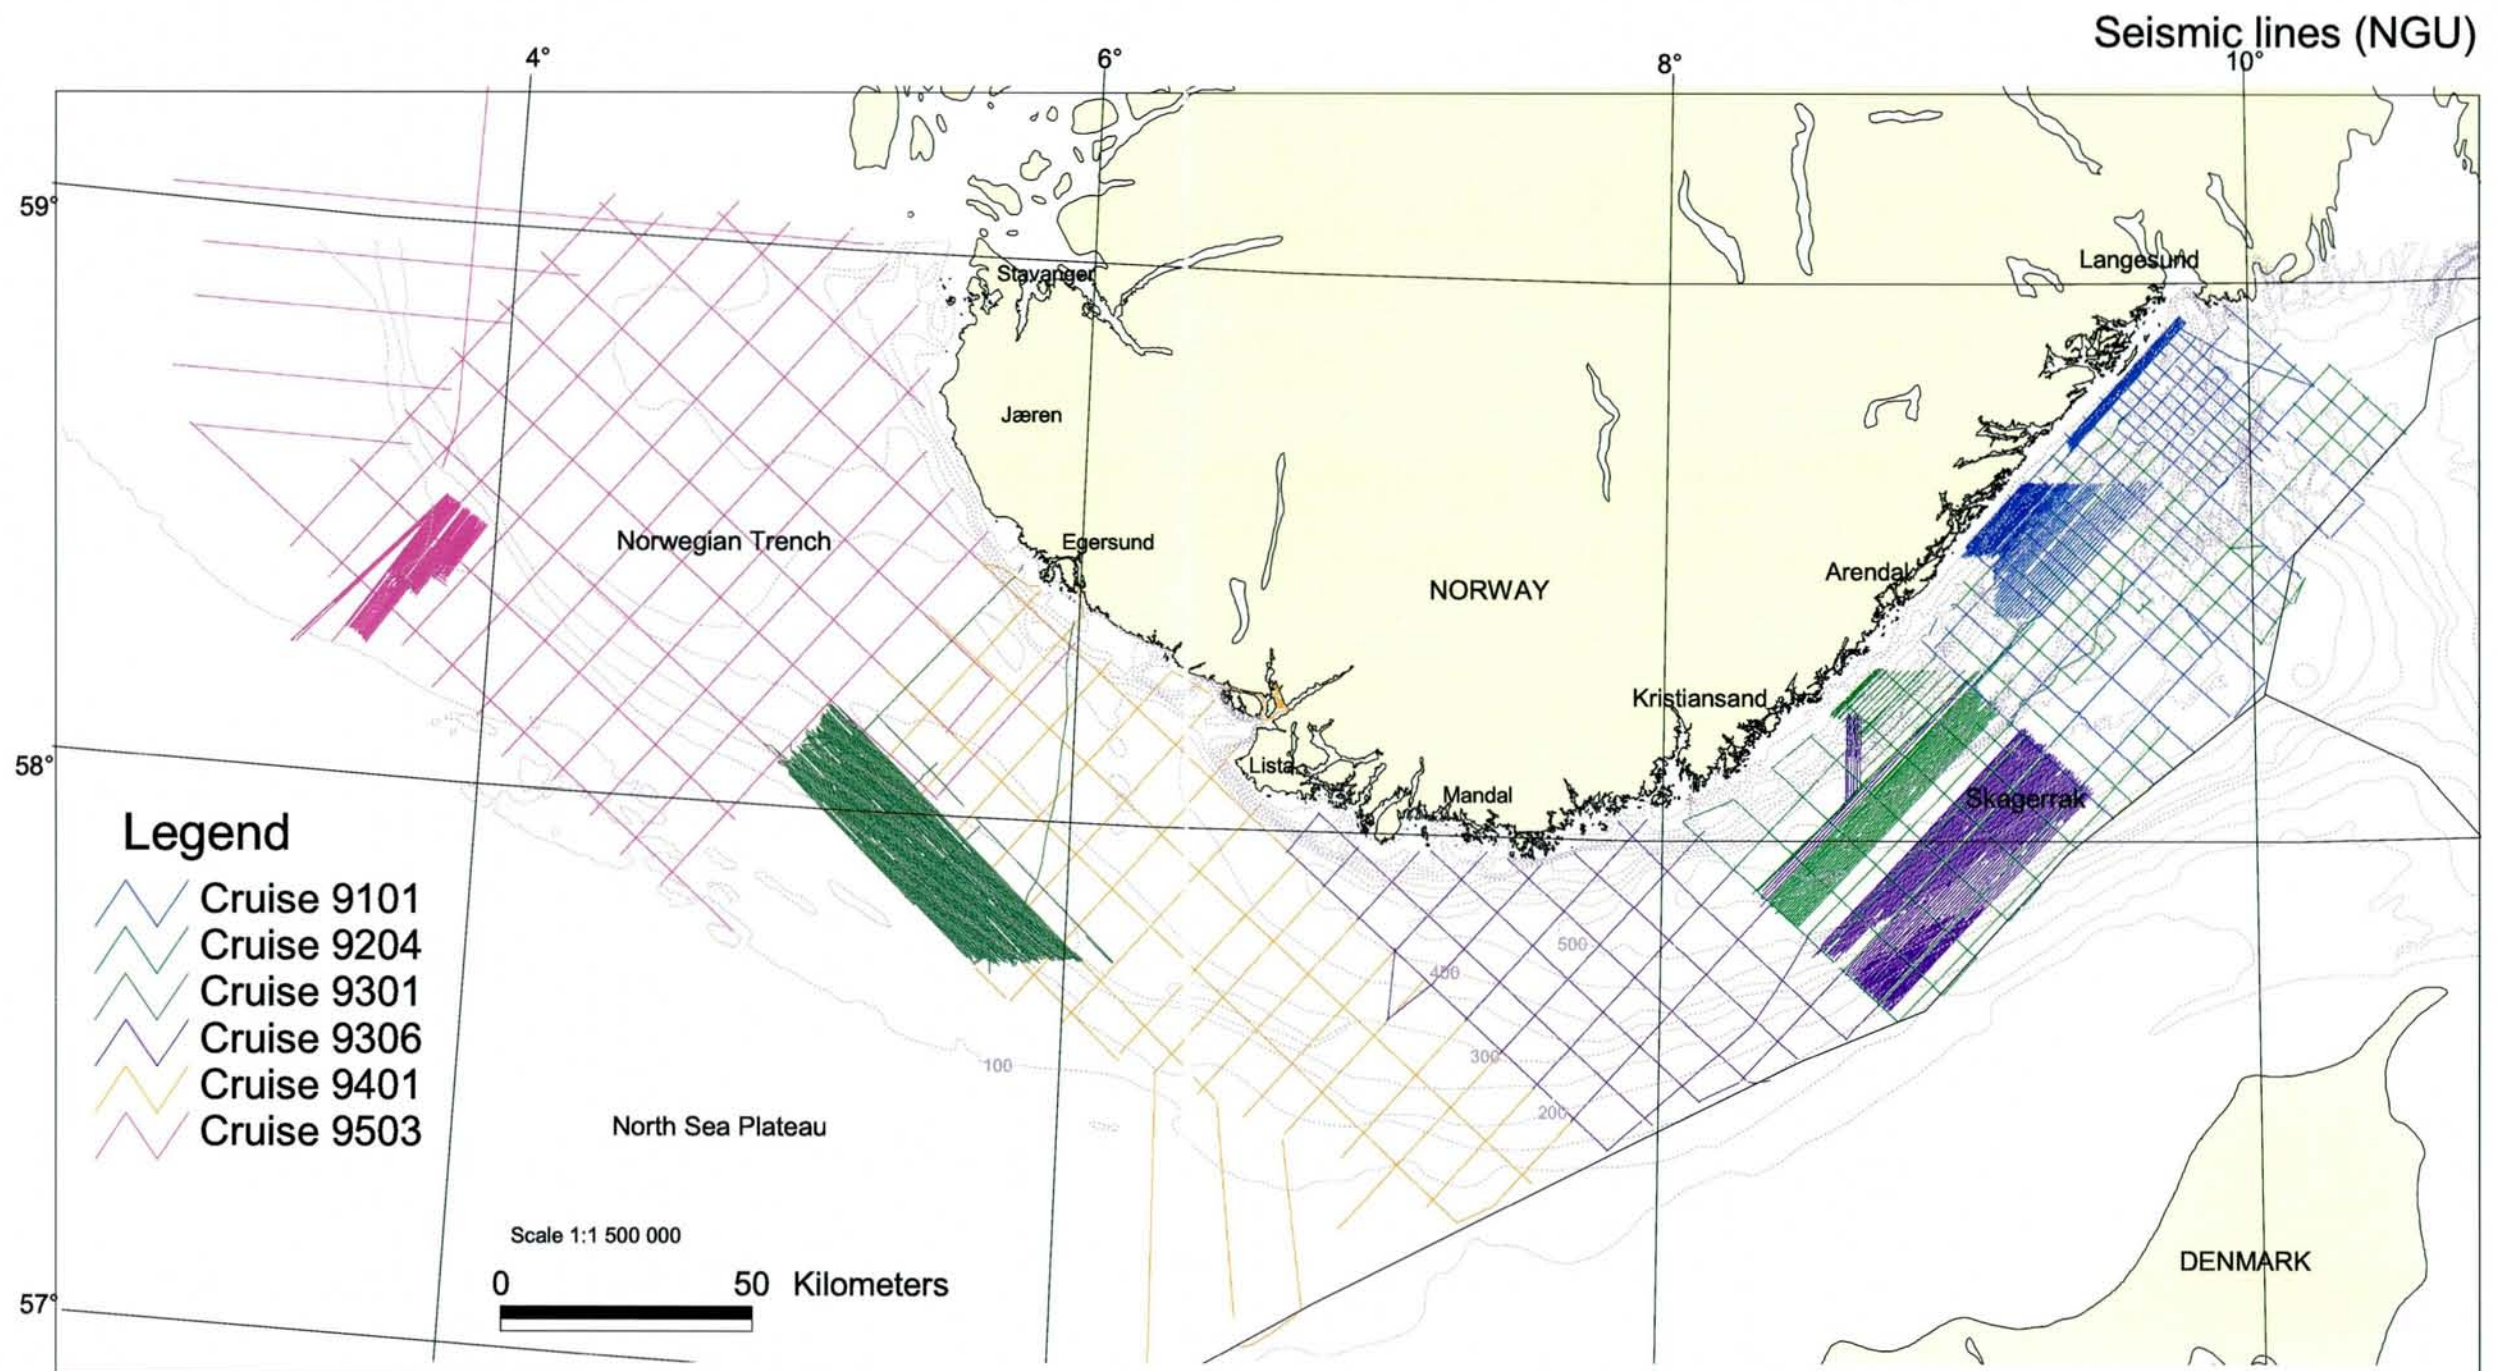 Seismic lines (NGU)
4°
6°
8°
10°
59°
Langesund
Stavanger
Jæren
Norwegian Trench
Egersund
Arendal
NORWAY
Kristiansand
58°
Lista
Mandal
Skagerrak
Legend
Cruise 9101
Cruise 9204
Cruise 9301
Cruise 9306
Cruise 9401
Cruise 9503
500
400
300
100
200
North Sea Plateau
Scale 1:1 500 000
0 50 Kilometers
DENMARK
57°